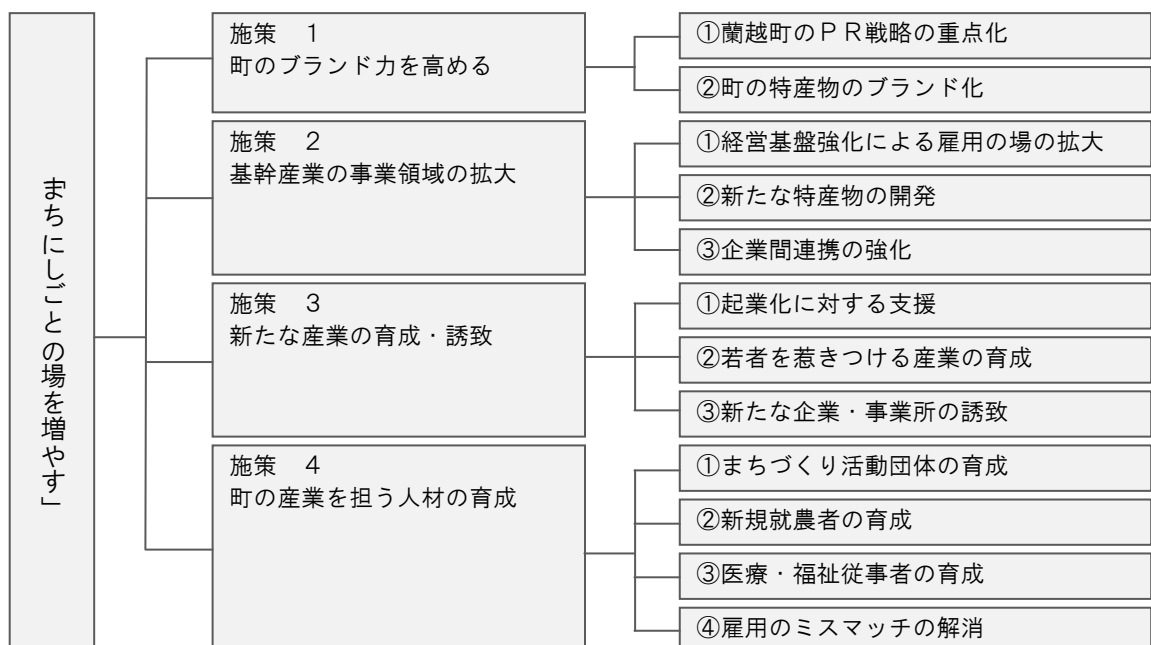 「まちにしごとの場を増やす」
施策 1
町のブランド力を高める
①蘭越町のＰＲ戦略の重点化
②町の特産物のブランド化
施策 2
基幹産業の事業領域の拡大
①経営基盤強化による雇用の場の拡大
②新たな特産物の開発
③企業間連携の強化
施策 3
新たな産業の育成・誘致
①起業化に対する支援
②若者を惹きつける産業の育成
③新たな企業・事業所の誘致
施策 4
町の産業を担う人材の育成
①まちづくり活動団体の育成
②新規就農者の育成
③医療・福祉従事者の育成
④雇用のミスマッチの解消